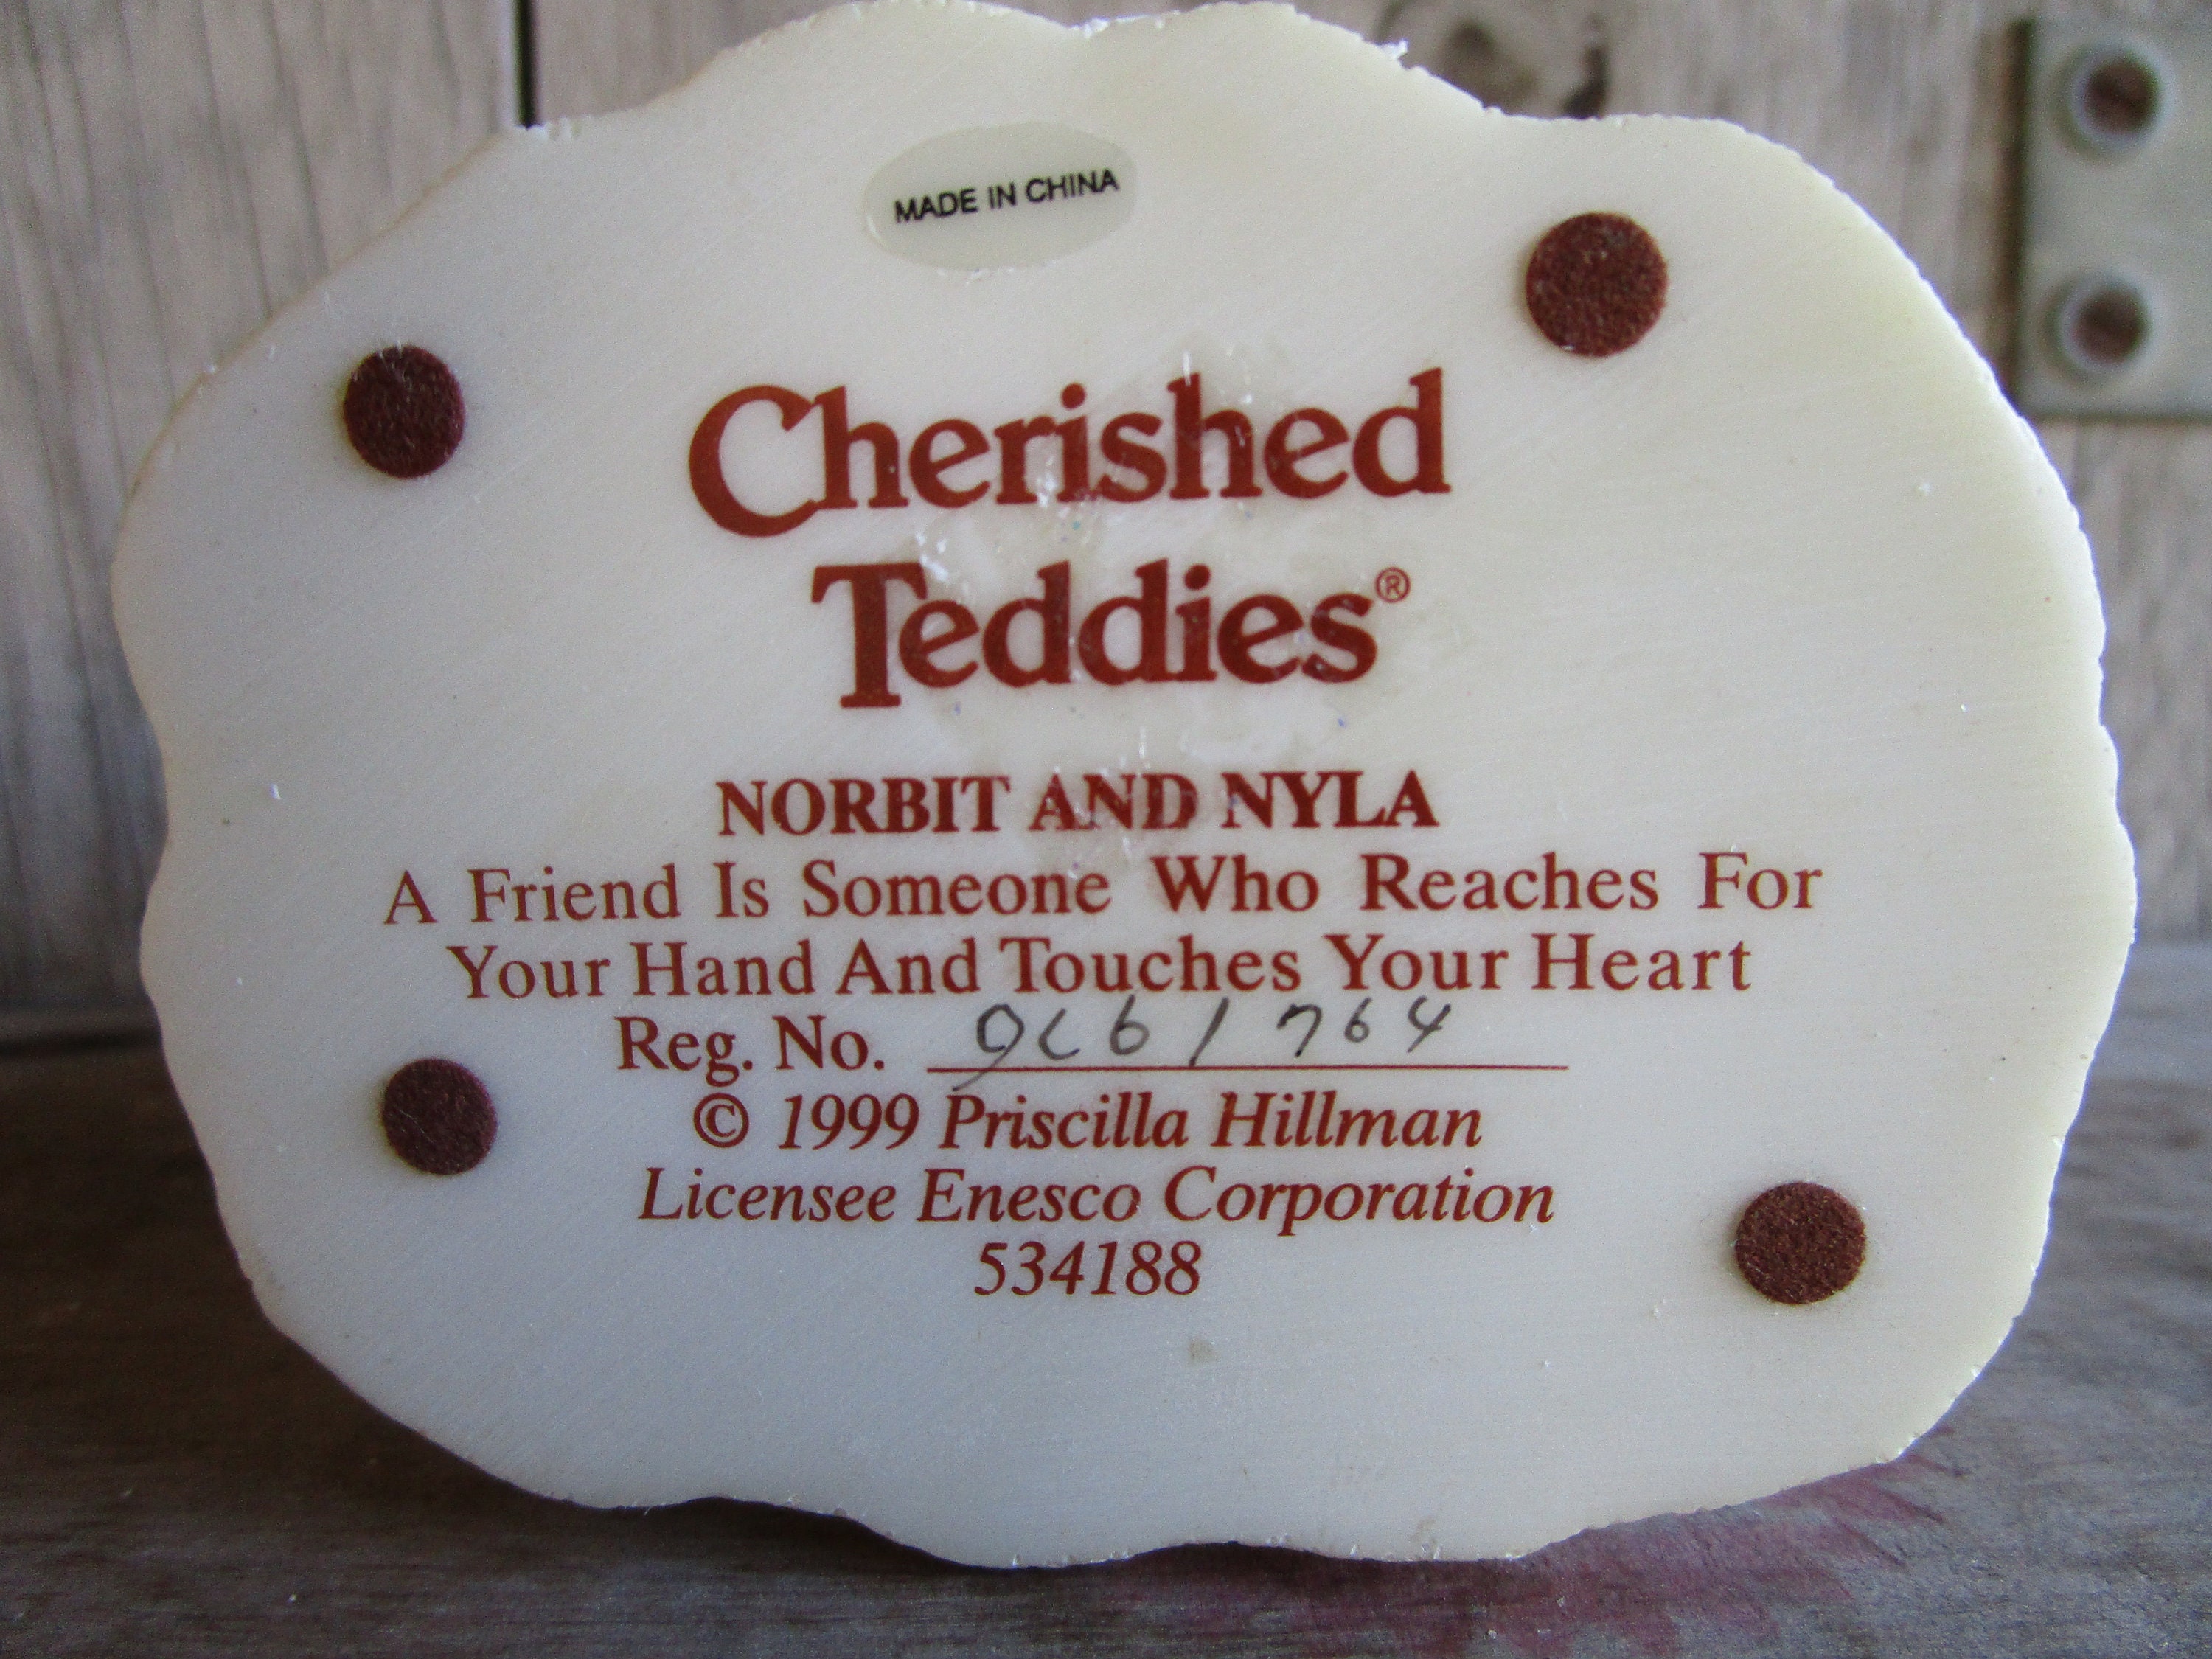 MADE IN CHINA
Cherished
Teddies®
NORBIT AND NYLA
A Friend Is Someone Who Reaches For
Your Hand And Touches Your Heart
Reg. No. 9C61764
© 1999 Priscilla Hillman
Licensee Enesco Corporation
534188